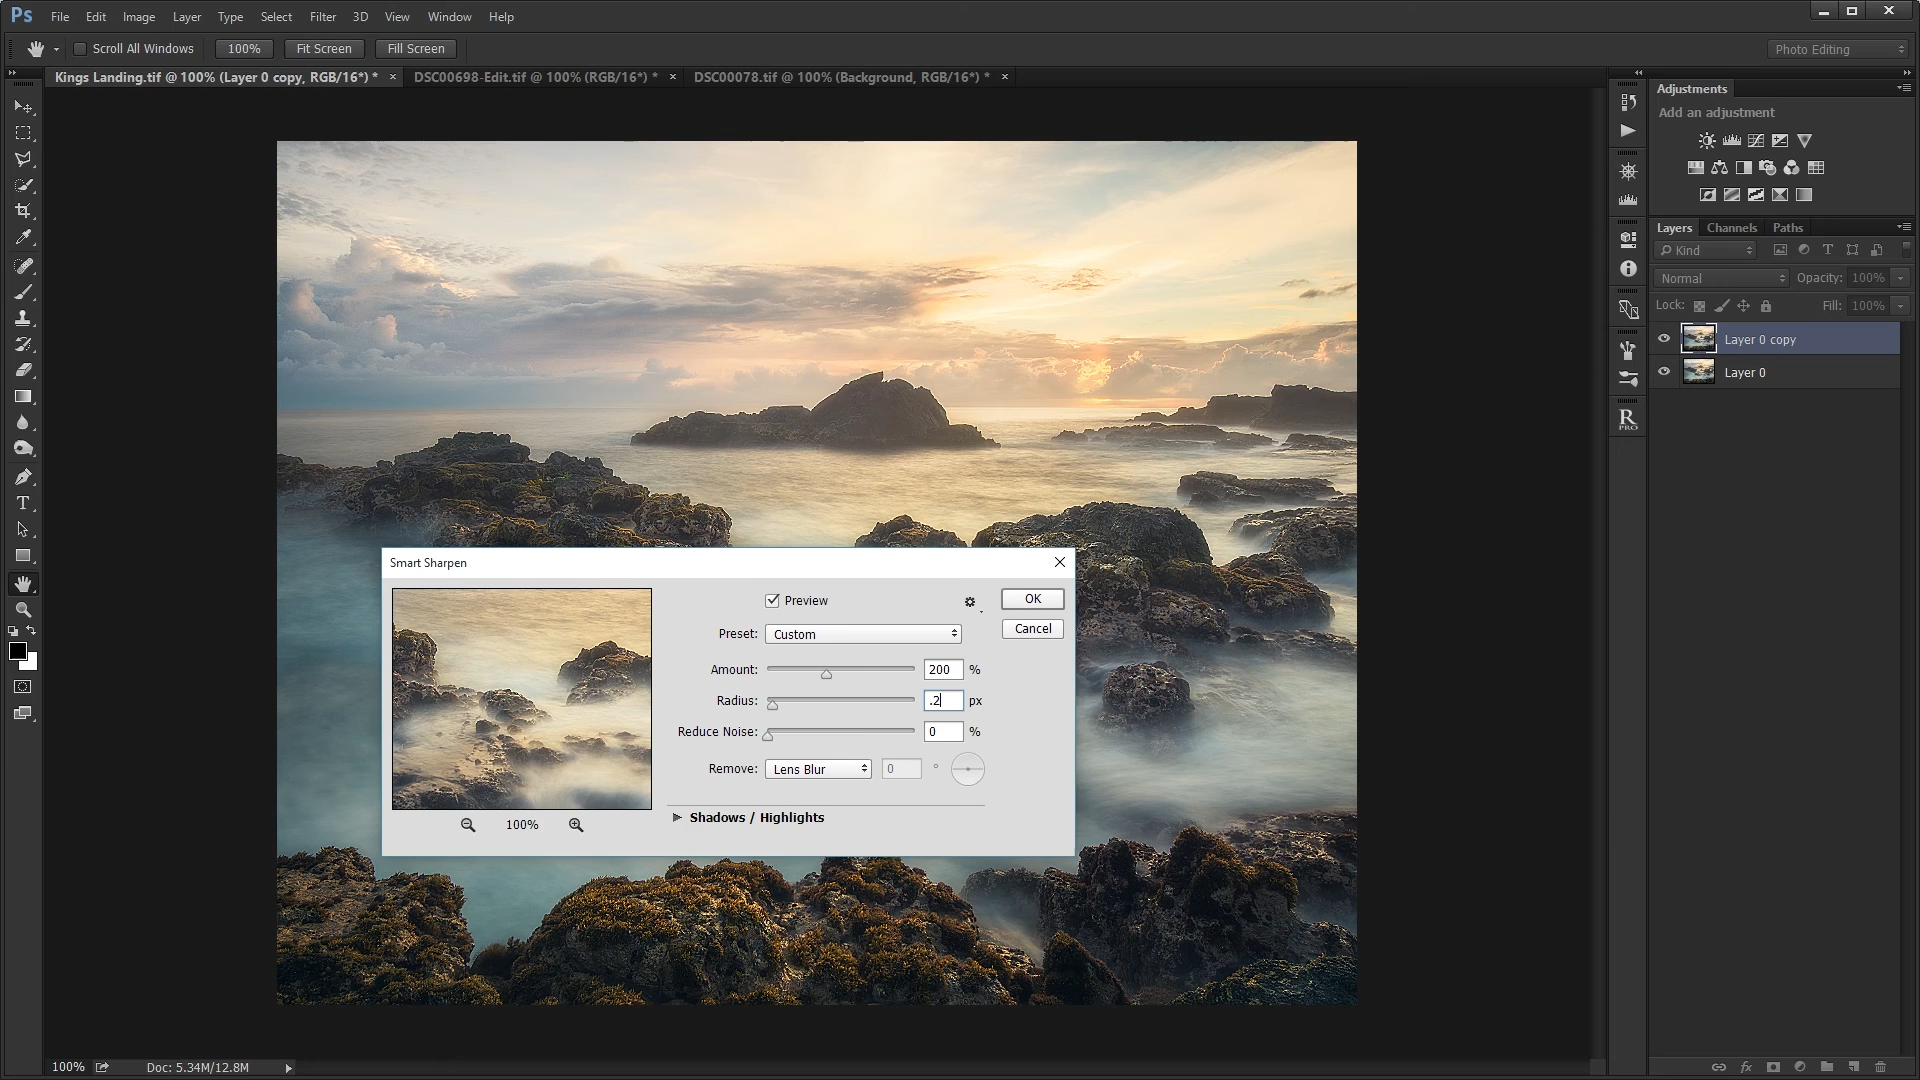 Ps File Edit Image Layer Type Select Filter 3D View Window Help
Scroll All Windows 100% Fit Screen Fill Screen Photo Editing
Kings Landing.tif @ 100% (Layer 0 copy, RGB/16*) * × DSC00698-Edit.tif @ 100% (RGB/16*) * × DSC00078.tif @ 100% (Background, RGB/16*) * ×
Adjustments
Add an adjustment
Layers Channels Paths
Kind
Normal Opacity: 100%
Lock: Fill: 100%
Layer 0 copy
Layer 0
R
PRO
Smart Sharpen
Preview
OK
Preset: Custom
Cancel
Amount: 200 %
Radius: .2 px
Reduce Noise: 0 %
Remove: Lens Blur 0 °
Shadows / Highlights
100%
100% Doc: 5.34M/12.8M
fx